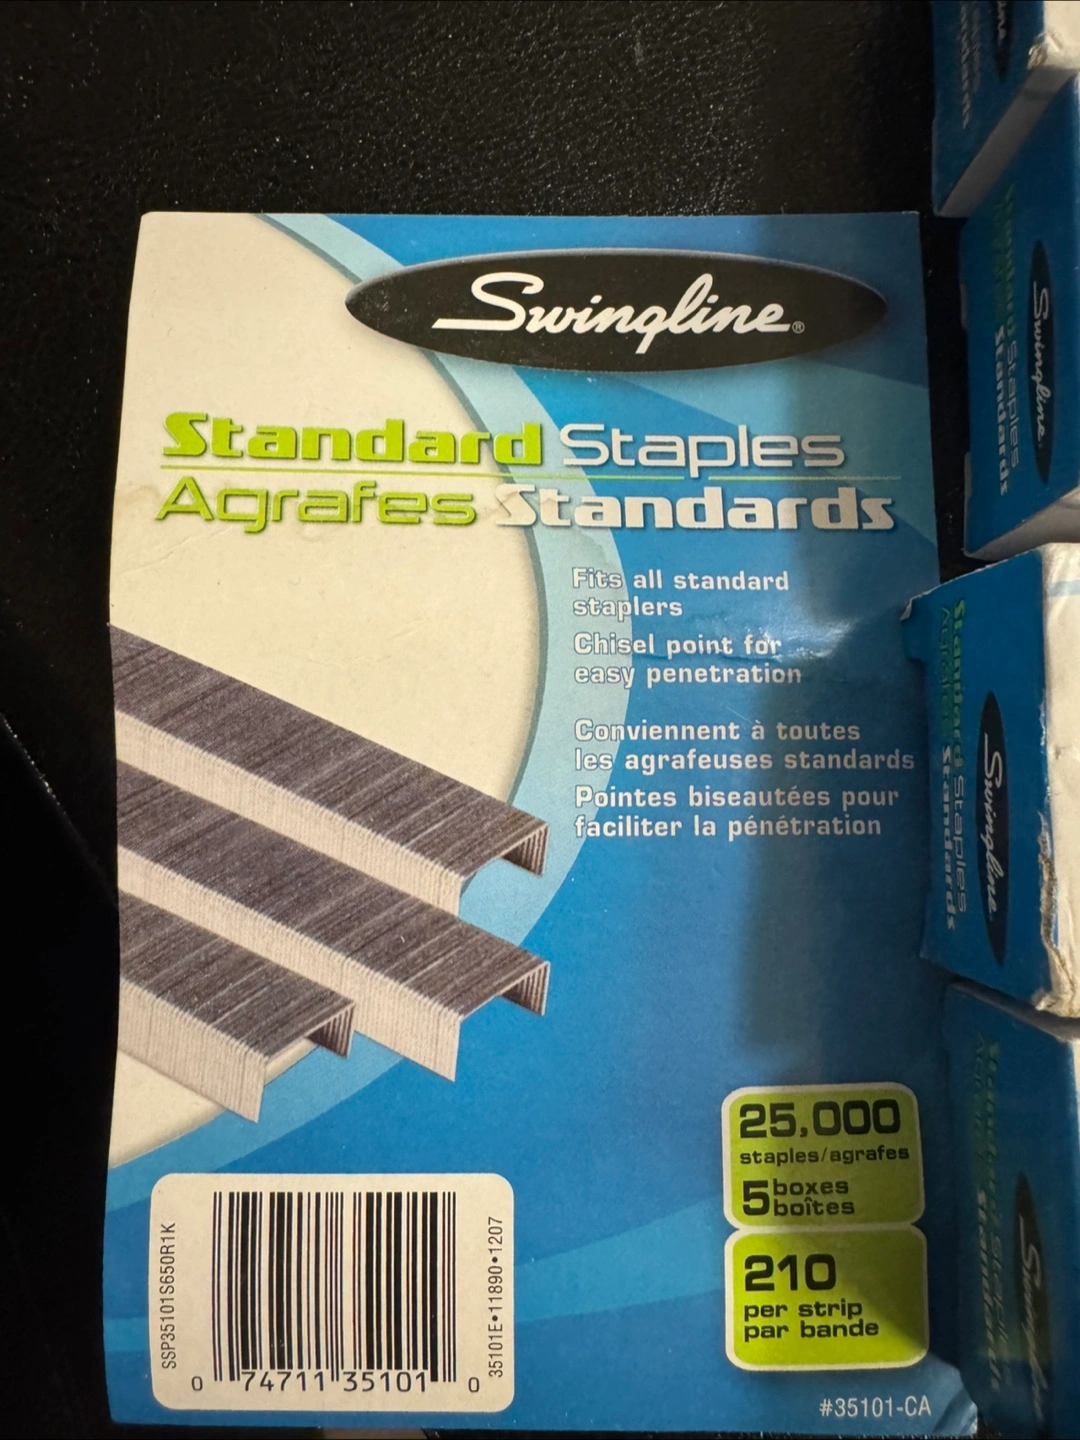 Swingline®
Standard Staples
Agrafes Standards
Fits all standard
staplers
Chisel point for
easy penetration
Conviennent à toutes
les agrafeuses standards
Pointes biseautées pour
faciliter la pénétration
25,000
staples/agrafes
5 boxes
boîtes
210
per strip
par bande
#35101-CA
SSP35101S650R1K
0 74711 35101 0
35101E•11890•1207
Swingline
Standard Staples
Standards
Standard Staples
Swingline
Standards
Swingline